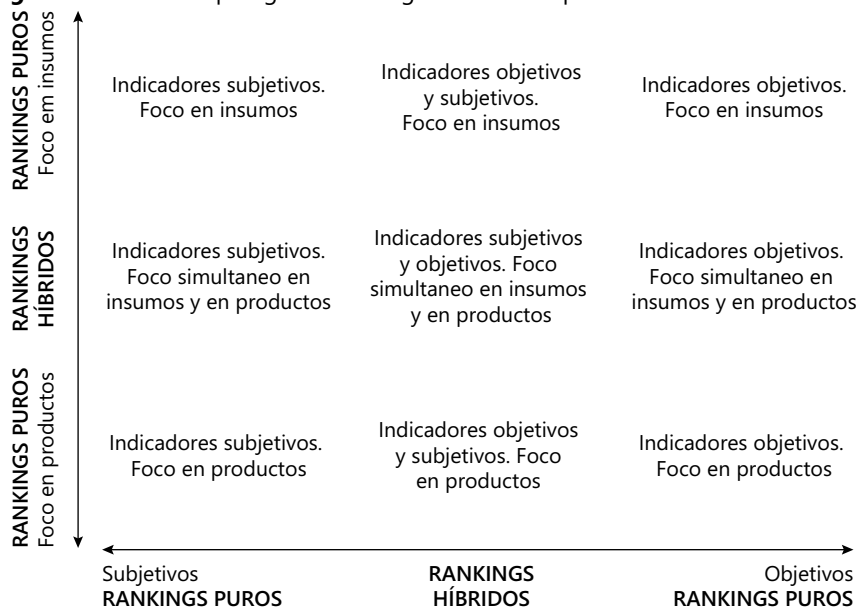 RANKINGS PUROS
Foco em insumos
Indicadores subjetivos.
Foco en insumos
Indicadores objetivos
y subjetivos.
Foco en insumos
Indicadores objetivos.
Foco en insumos
RANKINGS
HÍBRIDOS
Indicadores subjetivos.
Foco simultaneo en
insumos y en productos
Indicadores subjetivos
y objetivos. Foco
simultaneo en insumos
y en productos
Indicadores objetivos.
Foco simultaneo en
insumos y en productos
RANKINGS PUROS
Foco en productos
Indicadores subjetivos.
Foco en productos
Indicadores objetivos
y subjetivos. Foco
en productos
Indicadores objetivos.
Foco en productos
Subjetivos
RANKINGS PUROS
RANKINGS
HÍBRIDOS
Objetivos
RANKINGS PUROS